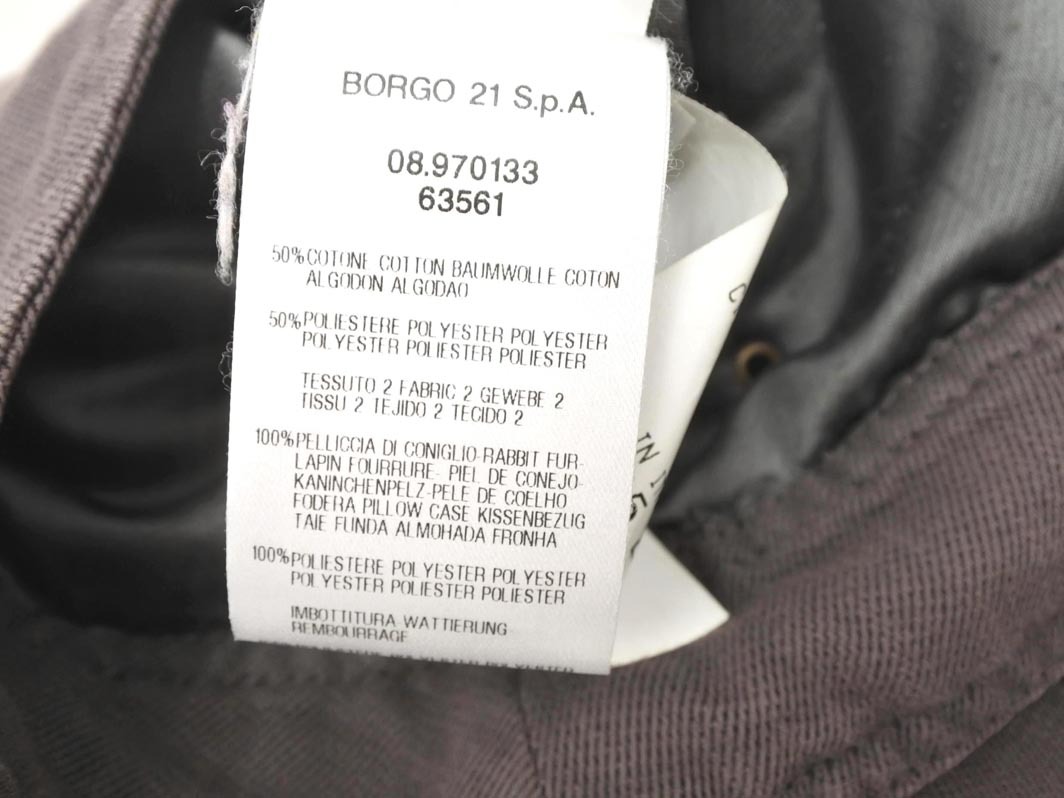 BORGO 21 S.p.A.
08.970133
63561
50% COTONE COTTON BAUMWOLLE COTON
ALGODON ALGODAO
50% POLIESTERE POLYESTER POLYESTER
POLYESTER POLIESTER POLIESTER
TESSUTO 2 FABRIC 2 GEWEBE 2
TISSU 2 TEJIDO 2 TECIDO 2
100% PELLICCIA DI CONIGLIO-RABBIT FUR-
LAPIN FOURRURE- PIEL DE CONEJO-
KANINCHENPELZ-PELE DE COELHO
FODERA PILLOW CASE KISSENBEZUG
TAIE FUNDA ALMOHADA FRONHA
100% POLIESTERE POLYESTER POLYESTER
POLYESTER POLIESTER POLIESTER
IMBOTTITURA WATTIERUNG
REMBOURRAGE
IN